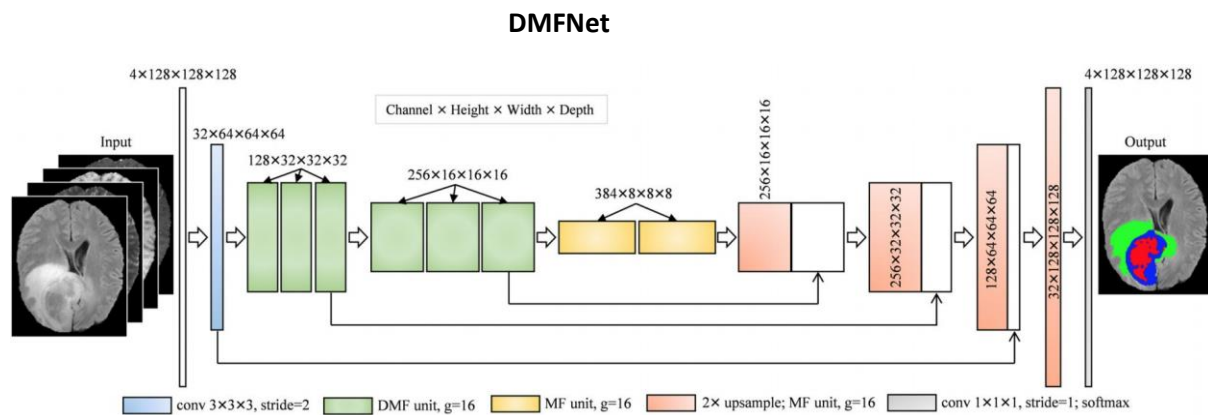 DMFNet
4×128×128×128
4×128×128×128
Channel × Height × Width × Depth
Input
32×64×64×64
128×32×32×32
256×16×16×16
384×8×8×8
256×16×16×16
256×32×32×32
128×64×64×64
32×128×128×128
Output
conv 3×3×3, stride=2
DMF unit, g=16
MF unit, g=16
2× upsample; MF unit, g=16
conv 1×1×1, stride=1; softmax